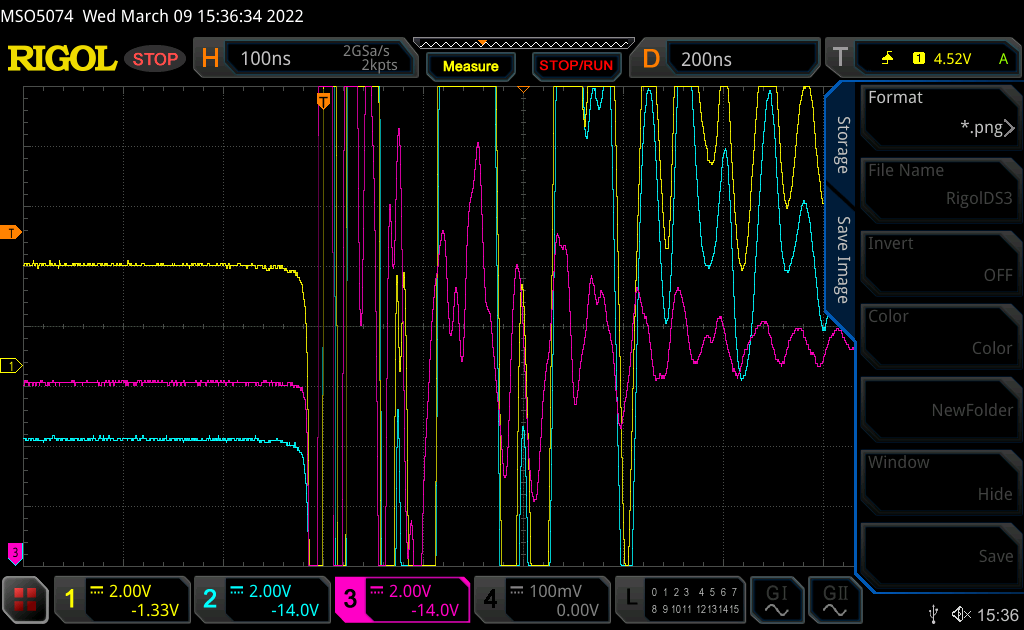 MSO5074 Wed March 09 15:36:34 2022
RIGOL STOP H 100ns 2GSa/s 2kpts Measure STOP/RUN D 200ns T 1 4.52V A
T
T
1
3
Storage
Save Image
Format
*.png
File Name
RigolDS3
Invert
OFF
Color
Color
NewFolder
Window
Hide
Save
1 2.00V -1.33V
2 2.00V -14.0V
3 2.00V -14.0V
4 100mV 0.00V
L 0 1 2 3 4 5 6 7
8 9 10 11 12 13 14 15
GI
GII
15:36